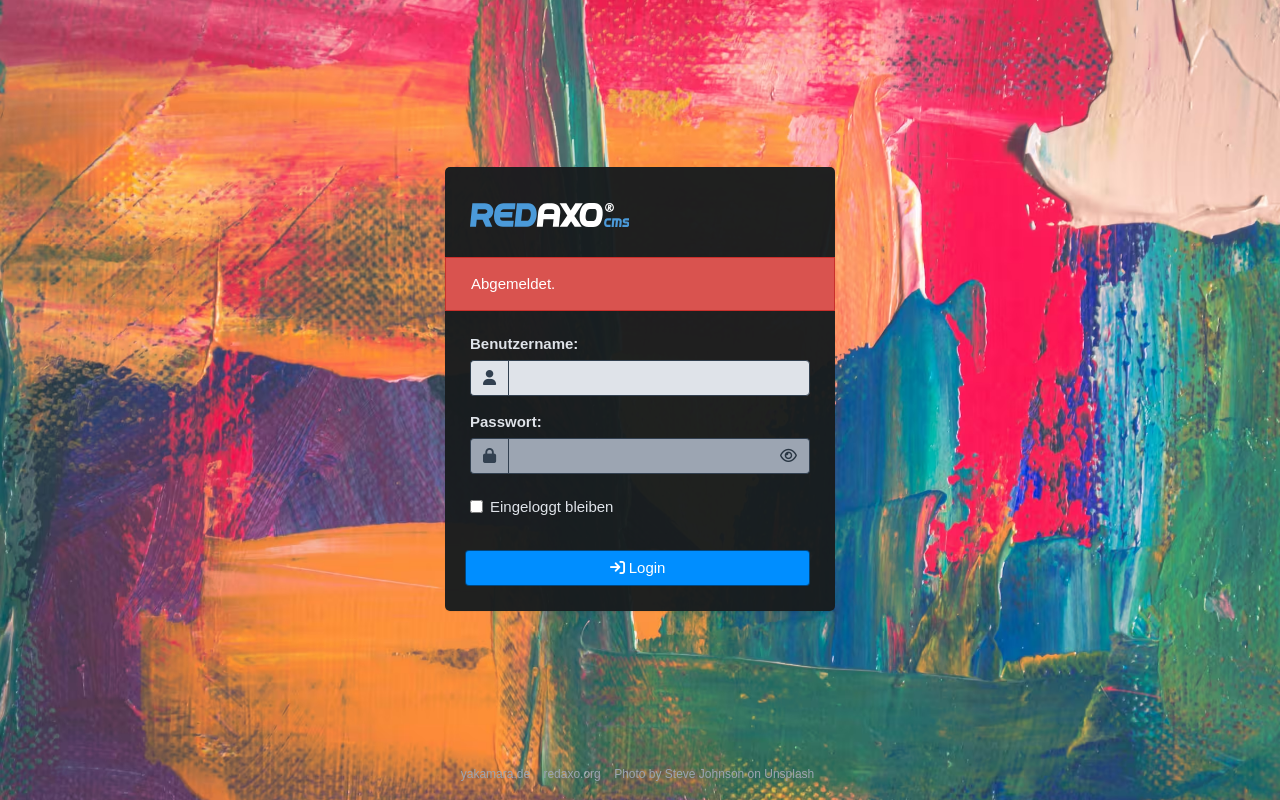 REDAXO® cms
Abgemeldet.
Benutzername:
Passwort:
Eingeloggt bleiben
Login
yakamara.de redaxo.org Photo by Steve Johnson on Unsplash